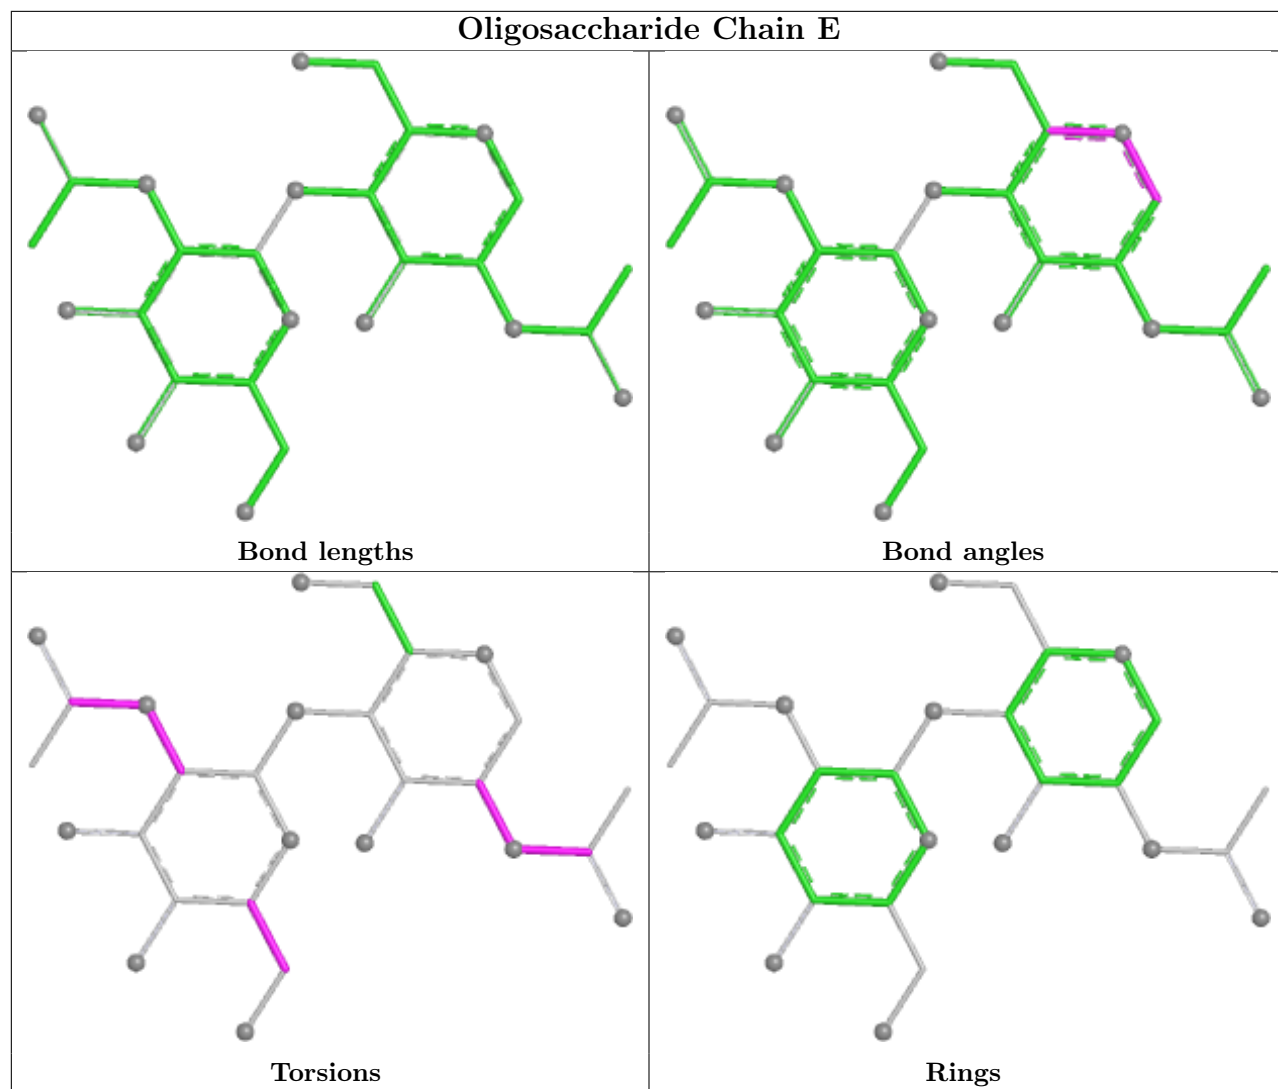 Oligosaccharide Chain E
Bond lengths
Bond angles
Torsions
Rings